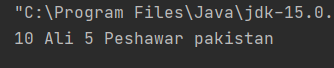 "C:\Program Files\Java\jdk-15.0.
10 Ali 5 Peshawar pakistan